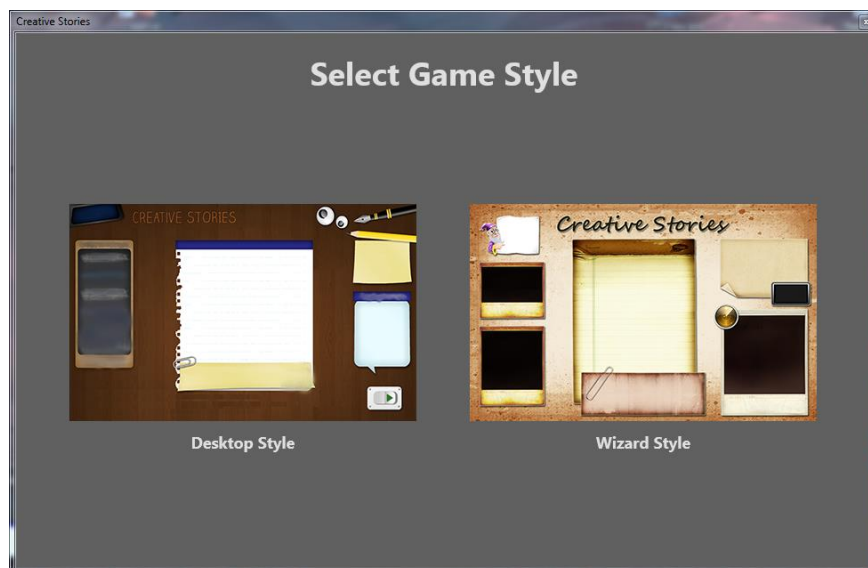 Creative Stories
Select Game Style
CREATIVE STORIES
Creative Stories
Desktop Style
Wizard Style